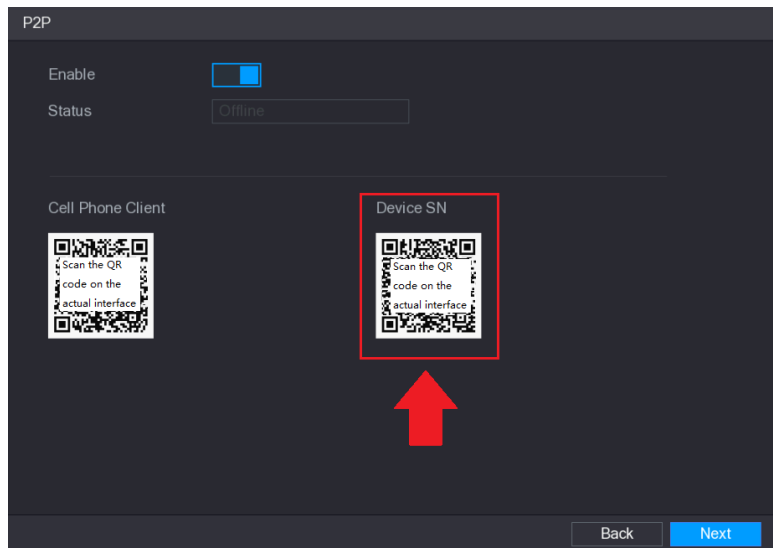 P2P
Enable
Status
Offline
Cell Phone Client
Device SN
Scan the QR
code on the
actual interface
Scan the QR
code on the
actual interface
Back
Next